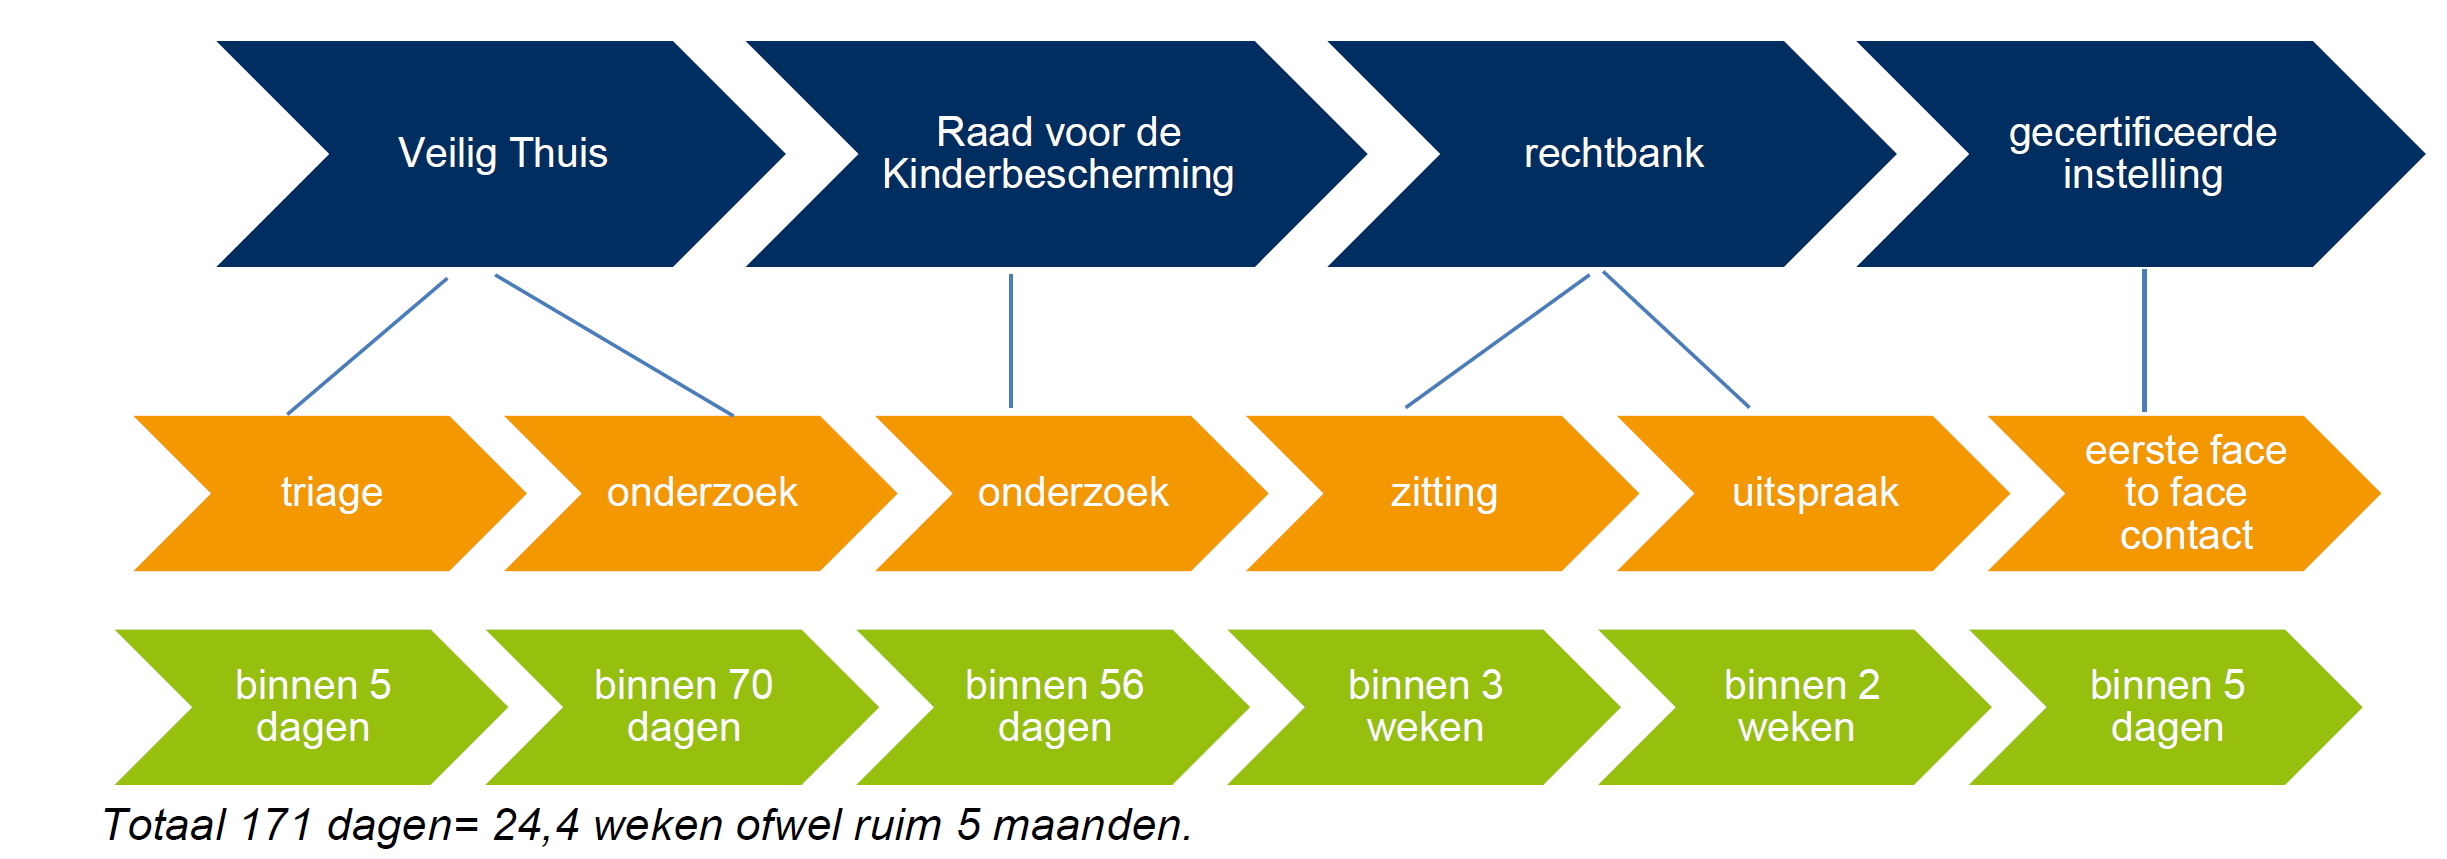 Veilig Thuis
Raad voor de
Kinderbescherming
rechtbank
gecertificeerde
instelling
triage
onderzoek
onderzoek
zitting
uitspraak
eerste face
to face
contact
binnen 5
dagen
binnen 70
dagen
binnen 56
dagen
binnen 3
weken
binnen 2
weken
binnen 5
dagen
Totaal 171 dagen= 24,4 weken ofwel ruim 5 maanden.